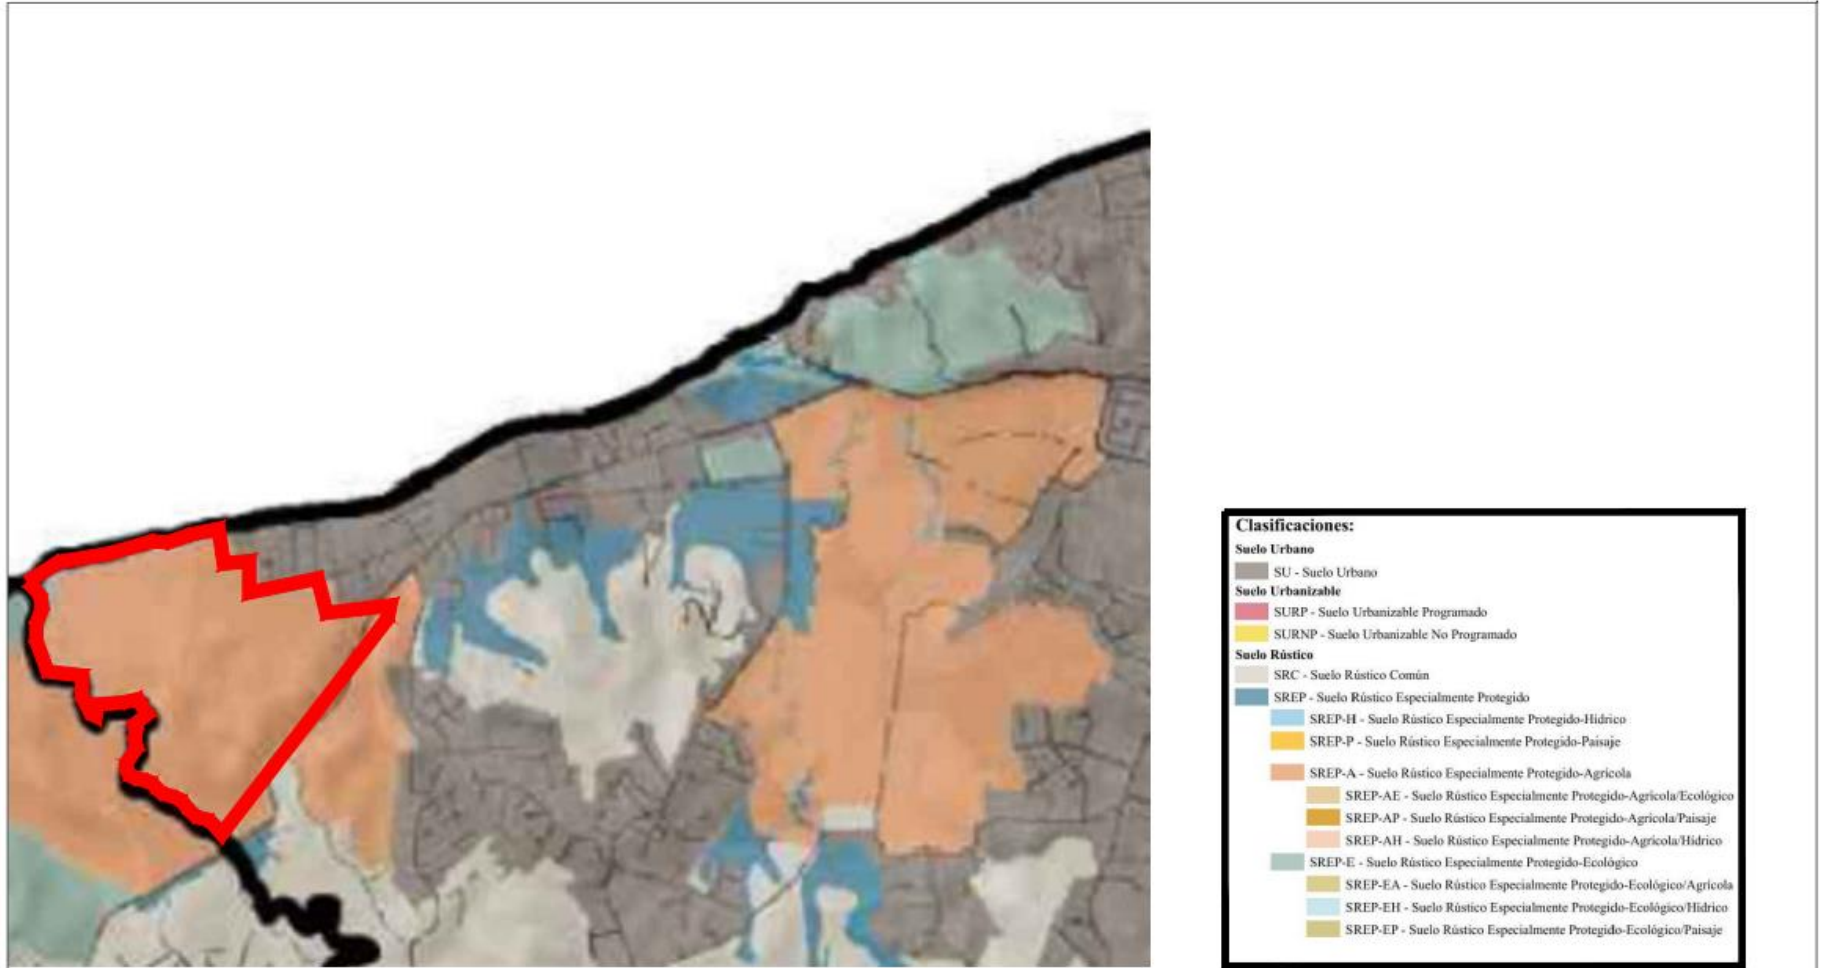 Clasificaciones:
Suelo Urbano
SU - Suelo Urbano
Suelo Urbanizable
SURP - Suelo Urbanizable Programado
SURNP - Suelo Urbanizable No Programado
Suelo Rústico
SRC - Suelo Rústico Común
SREP - Suelo Rústico Especialmente Protegido
SREP-H - Suelo Rústico Especialmente Protegido-Hídrico
SREP-P - Suelo Rústico Especialmente Protegido-Paisaje
SREP-A - Suelo Rústico Especialmente Protegido-Agrícola
SREP-AE - Suelo Rústico Especialmente Protegido-Agrícola/Ecológico
SREP-AP - Suelo Rústico Especialmente Protegido-Agrícola/Paisaje
SREP-AH - Suelo Rústico Especialmente Protegido-Agrícola/Hídrico
SREP-E - Suelo Rústico Especialmente Protegido-Ecológico
SREP-EA - Suelo Rústico Especialmente Protegido-Ecológico/Agrícola
SREP-EH - Suelo Rústico Especialmente Protegido-Ecológico/Hídrico
SREP-EP - Suelo Rústico Especialmente Protegido-Ecológico/Paisaje